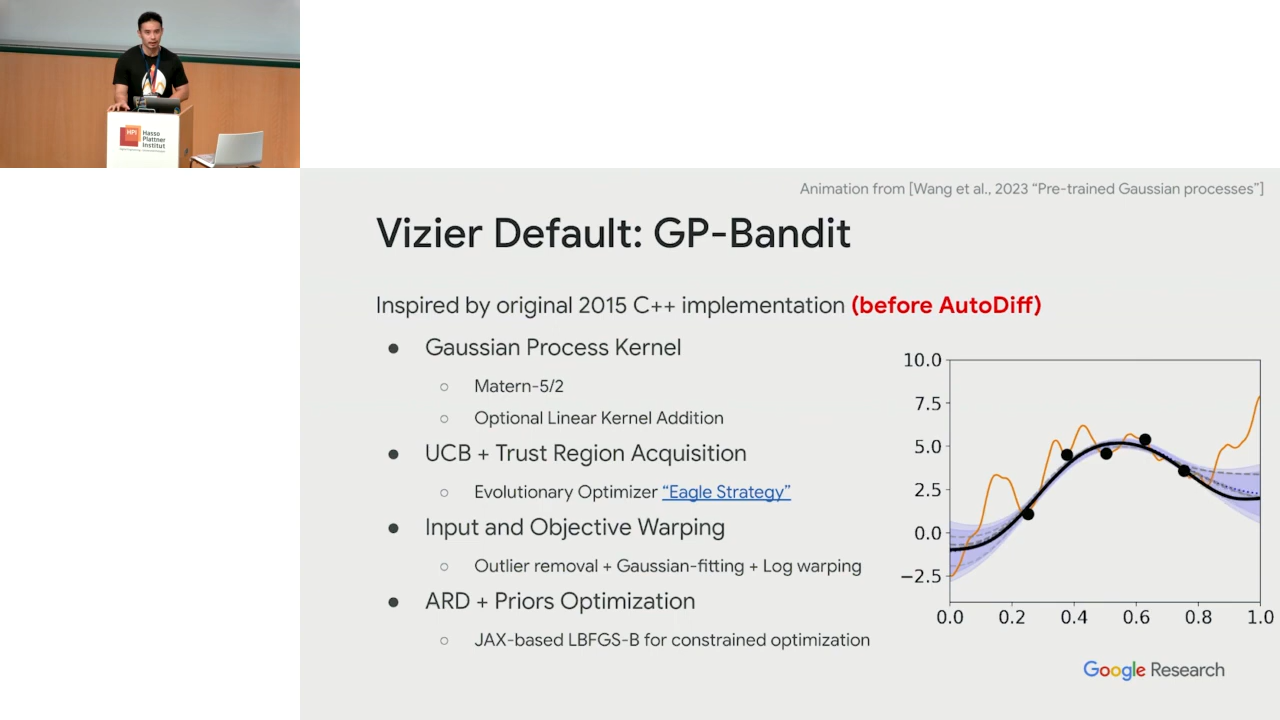 HPI Hasso
Plattner
Institut
Animation from [Wang et al., 2023 “Pre-trained Gaussian processes”]
Vizier Default: GP-Bandit
Inspired by original 2015 C++ implementation (before AutoDiff)
● Gaussian Process Kernel
○ Matern-5/2
○ Optional Linear Kernel Addition
● UCB + Trust Region Acquisition
○ Evolutionary Optimizer “Eagle Strategy”
● Input and Objective Warping
○ Outlier removal + Gaussian-fitting + Log warping
● ARD + Priors Optimization
○ JAX-based LBFGS-B for constrained optimization
10.0
7.5
5.0
2.5
0.0
−2.5
0.0 0.2 0.4 0.6 0.8 1.0
Google Research